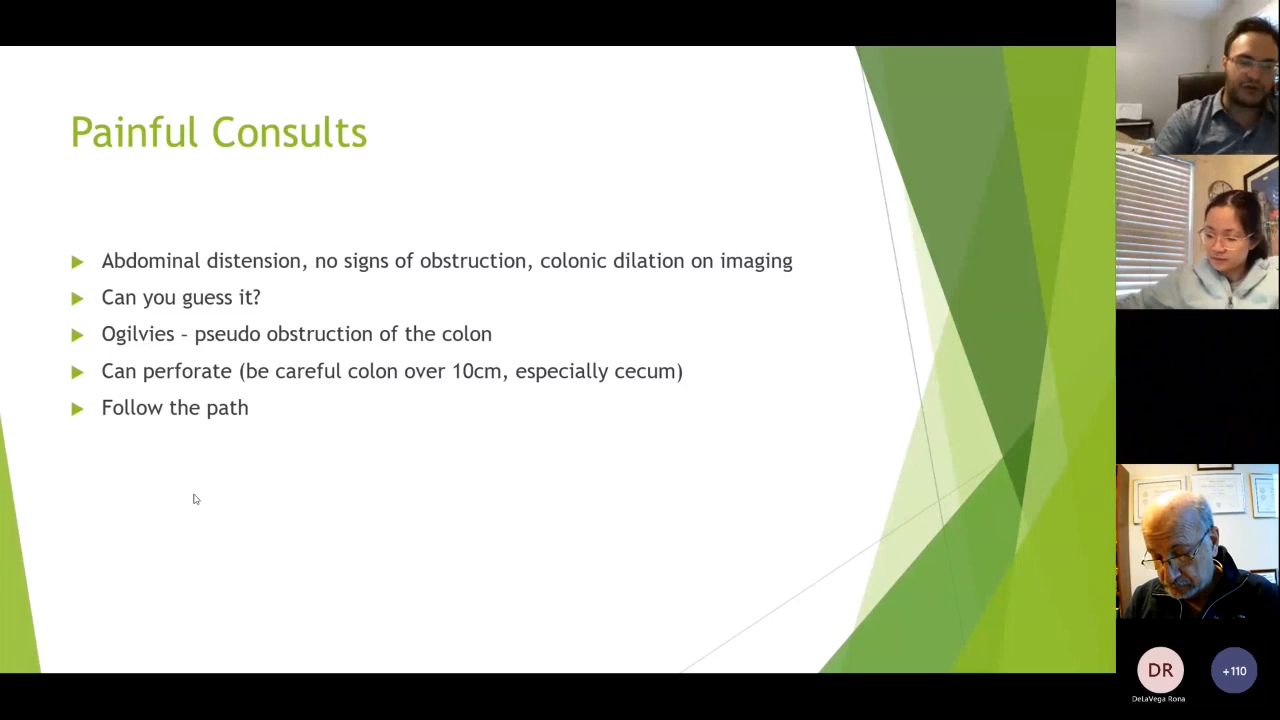 Painful Consults
Abdominal distension, no signs of obstruction, colonic dilation on imaging
Can you guess it?
Ogilvies - pseudo obstruction of the colon
Can perforate (be careful colon over 10cm, especially cecum)
Follow the path
DR
+110
DeLaVega Rona